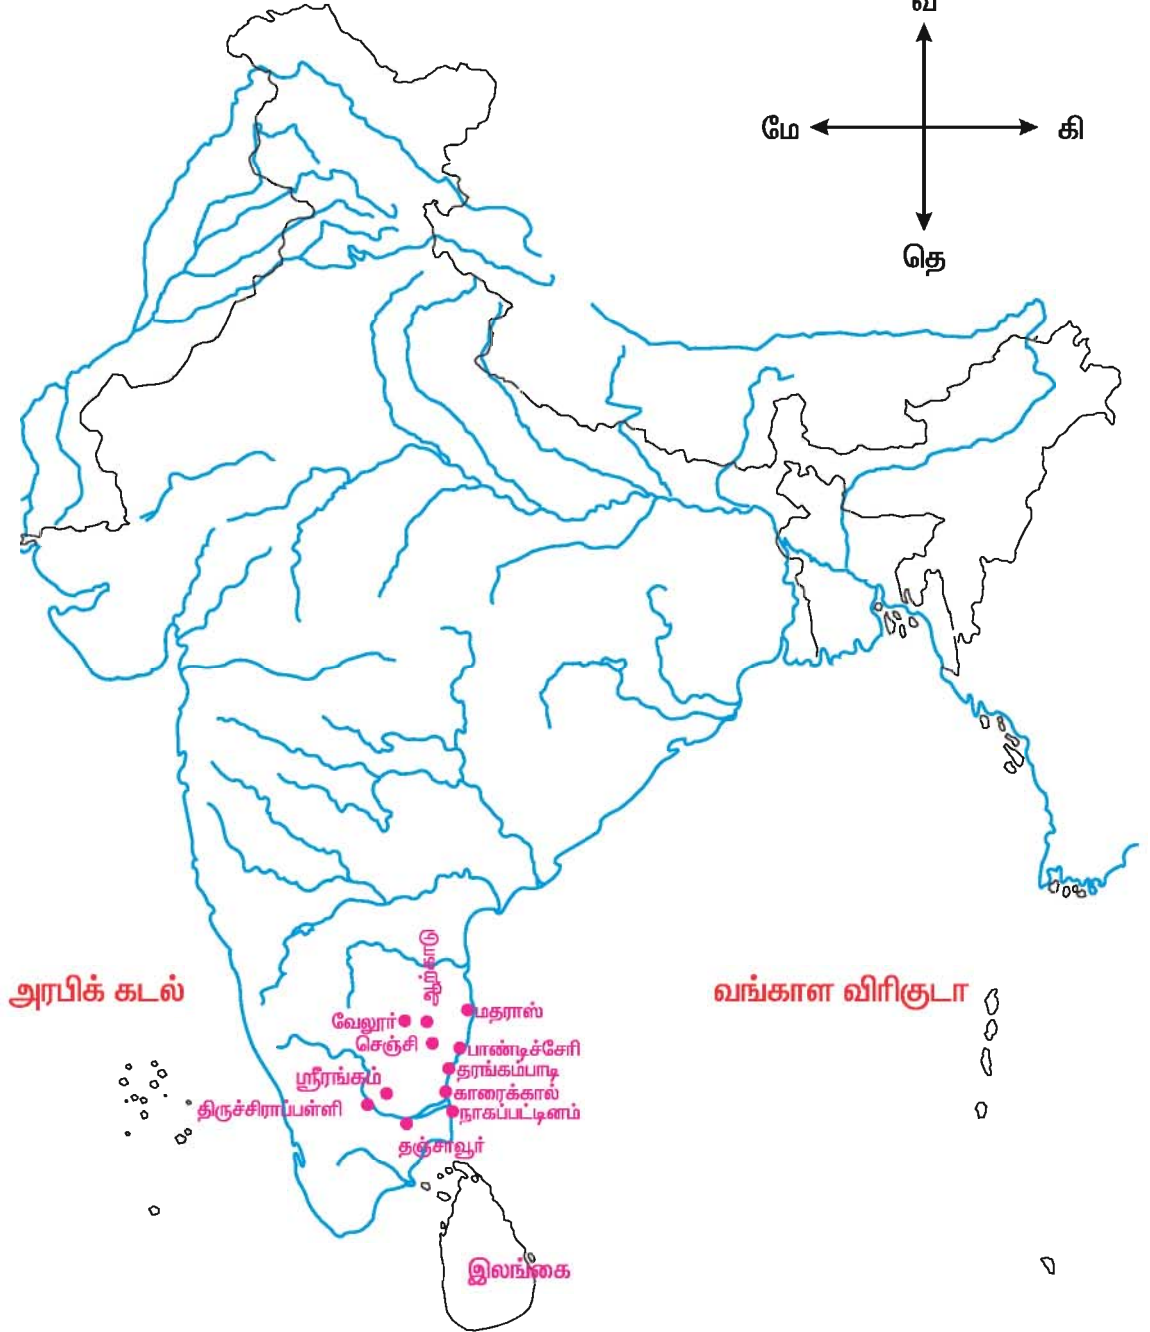 வ
மே
கி
தெ
அரபிக் கடல்
வங்காள விரிகுடா
ஆற்காடு
மதராஸ்
வேலூர்
செஞ்சி
பாண்டிச்சேரி
தரங்கம்பாடி
ஸ்ரீரங்கம்
காரைக்கால்
திருச்சிராப்பள்ளி
நாகப்பட்டினம்
தஞ்சாவூர்
இலங்கை